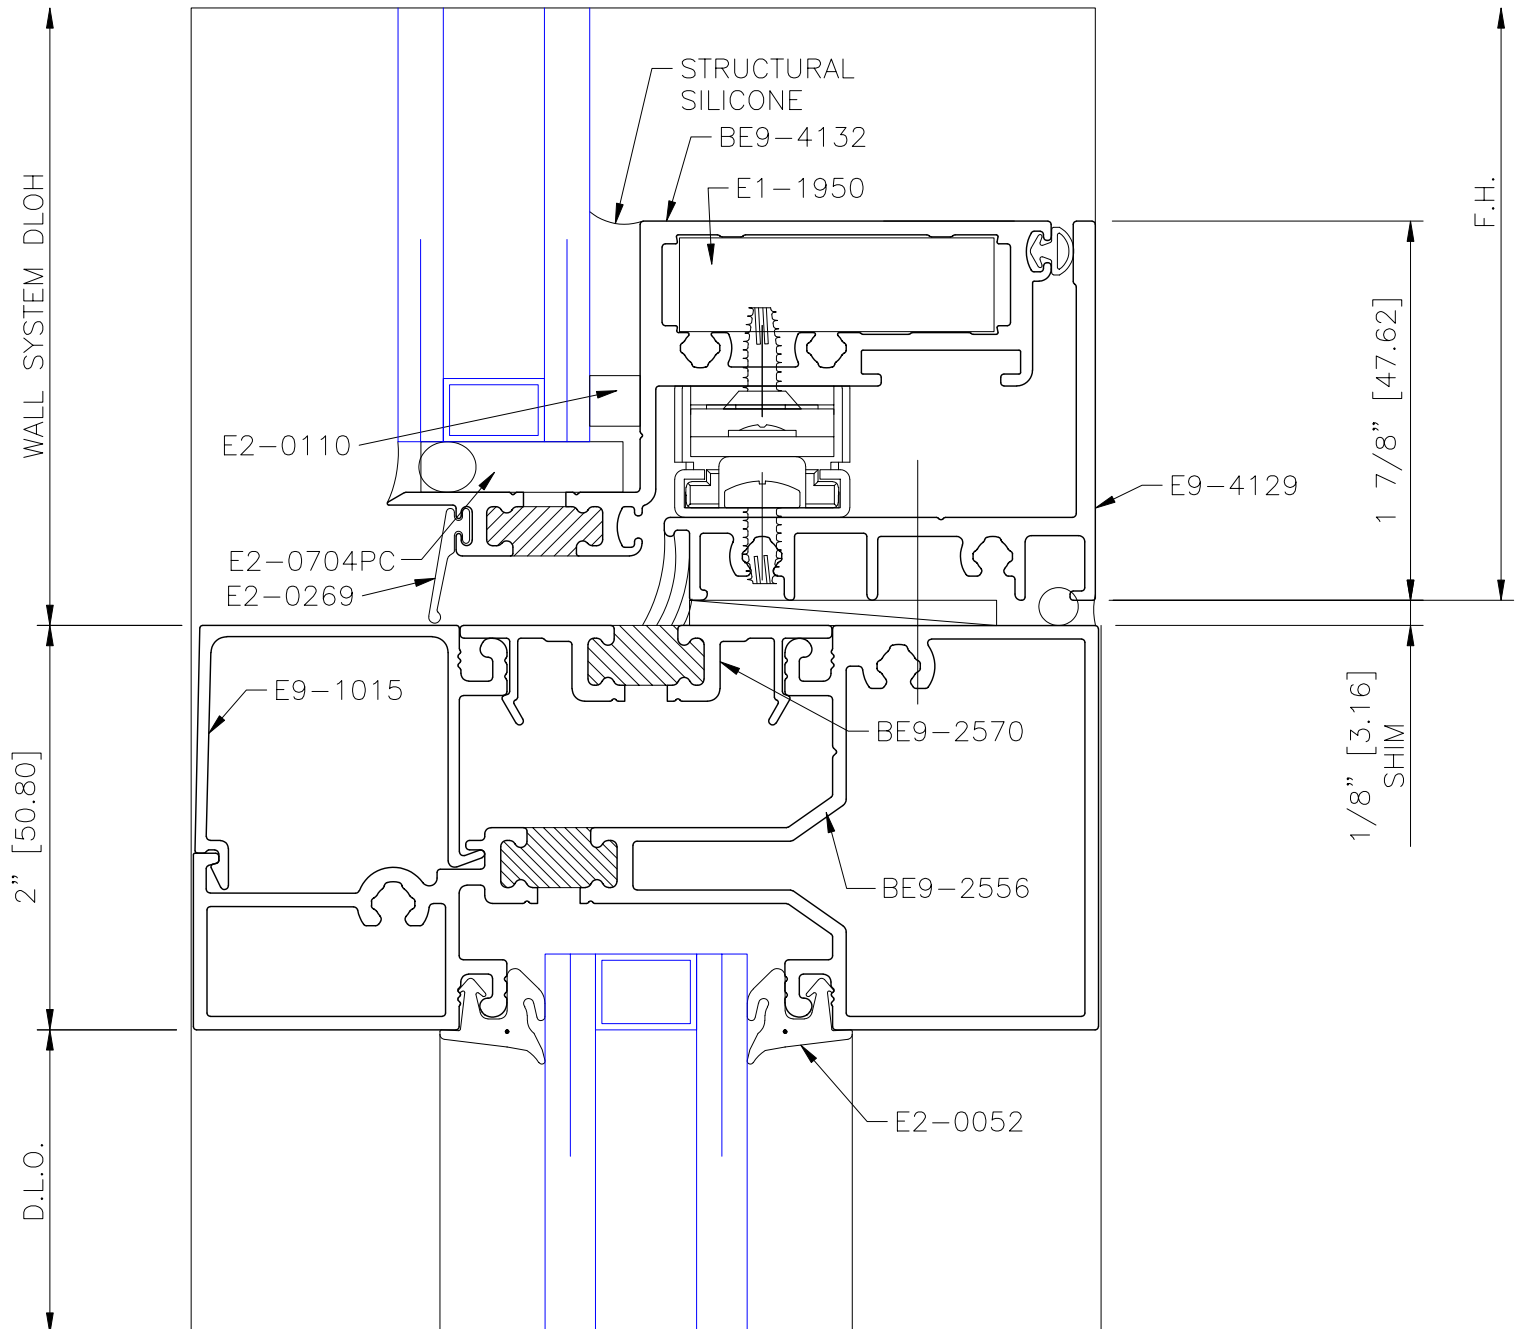 STRUCTURAL
SILICONE
BE9-4132
E1-1950
WALL SYSTEM DLOH
F.H.
1 7/8" [47.62]
E2-0110
E9-4129
E2-0704PC
E2-0269
E9-1015
BE9-2570
1/8" [3.16]
SHIM
2" [50.80]
BE9-2556
E2-0052
D.L.O.